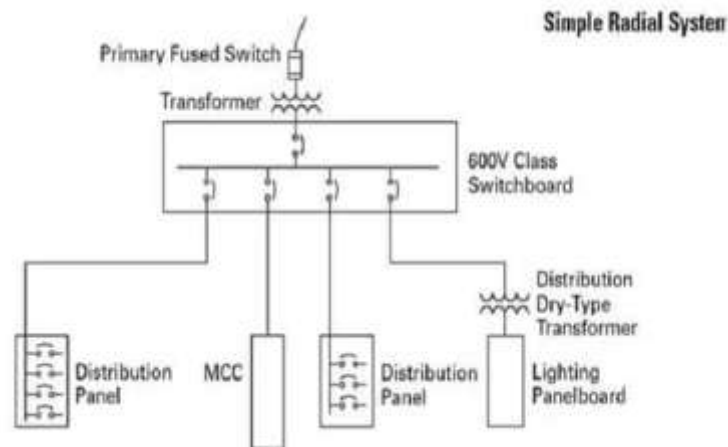 Simple Radial System
Primary Fused Switch
Transformer
600V Class
Switchboard
Distribution
Dry-Type
Transformer
Distribution
Panel
MCC
Distribution
Panel
Lighting
Panelboard